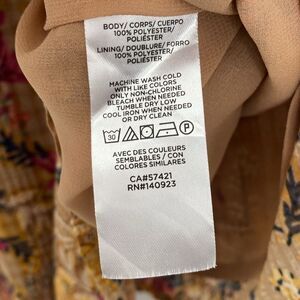 BODY/ CORPS/ CUERPO
100% POLYESTER/
POLIÉSTER
LINING/ DOUBLURE/ FORRO
100% POLYESTER/
POLIÉSTER
MACHINE WASH COLD
WITH LIKE COLORS
ONLY NON-CHLORINE
BLEACH WHEN NEEDED
TUMBLE DRY LOW
COOL IRON WHEN NEEDED
OR DRY CLEAN
30 P
AVEC DES COULEURS
SEMBLABLES / CON
COLORES SIMILARES
CA#57421
RN#140923